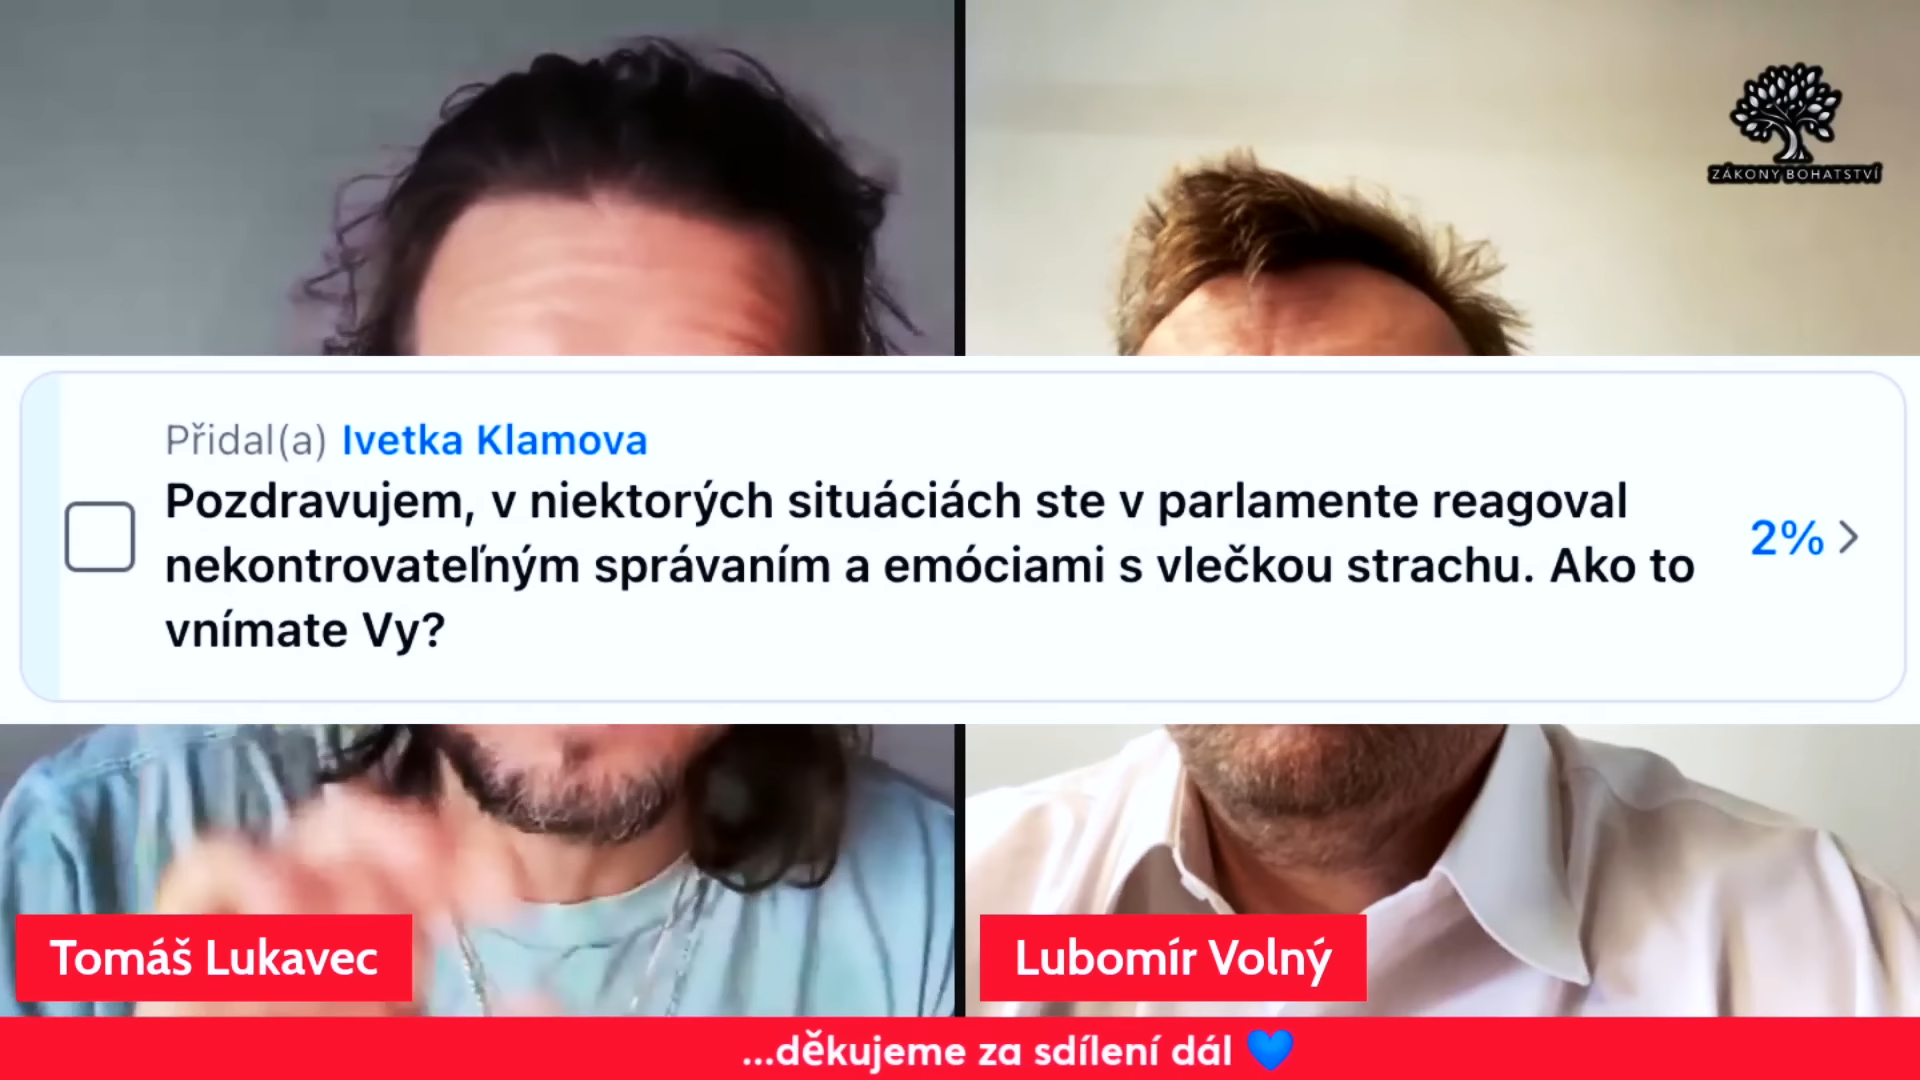 ZÁKONY BOHATSTVÍ
Přidal(a) Ivetka Klamova
Pozdravujem, v niektorých situáciách ste v parlamente reagoval
nekontrovateľným správaním a emóciami s vlečkou strachu. Ako to
vnímate Vy?
2%
Tomáš Lukavec
Lubomír Volný
...děkujeme za sdílení dál 💙